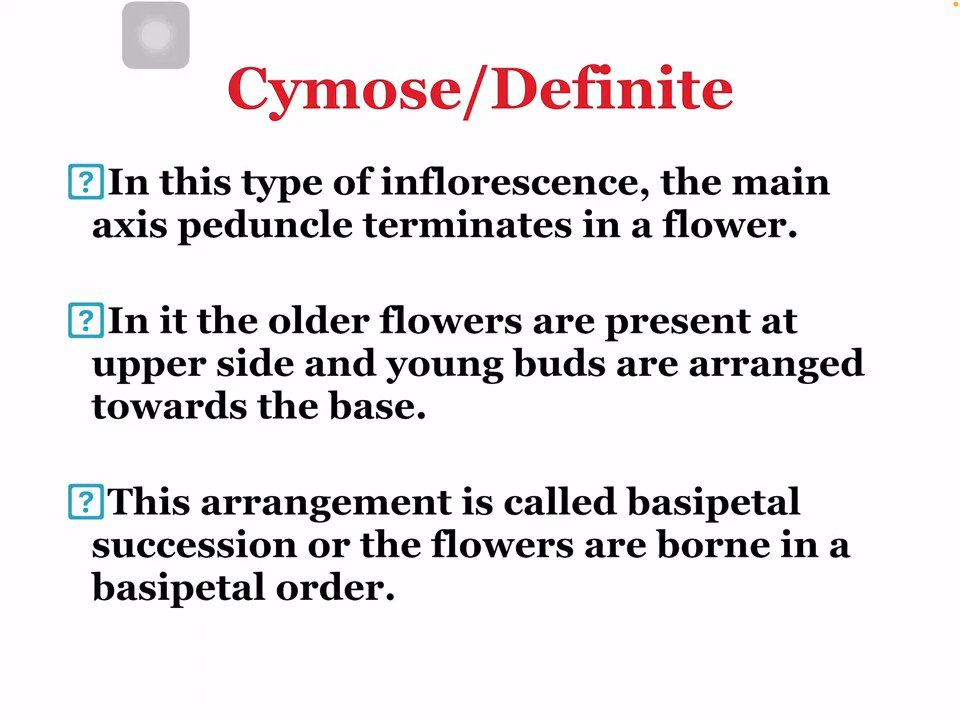 Cymose/Definite
In this type of inflorescence, the main
axis peduncle terminates in a flower.
In it the older flowers are present at
upper side and young buds are arranged
towards the base.
This arrangement is called basipetal
succession or the flowers are borne in a
basipetal order.